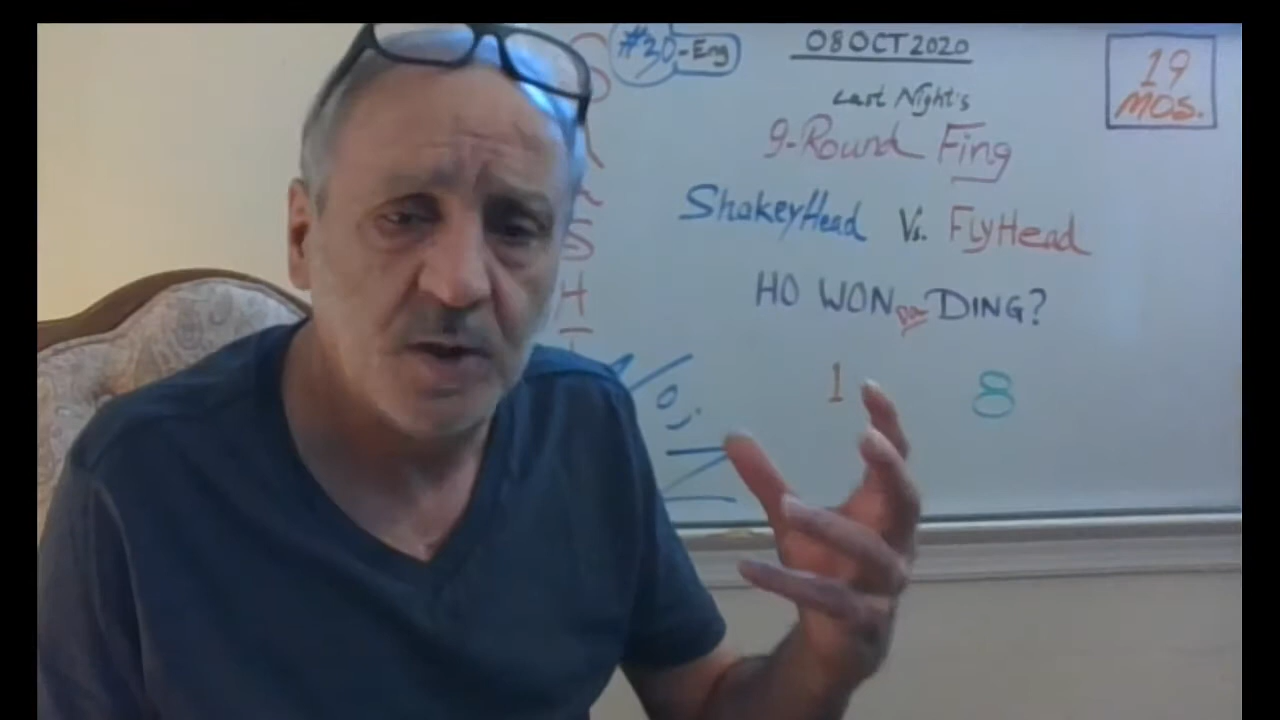 #30-Eng
08 OCT 2020
19
MOS.
Last Night's
9-Round Fing
ShakeyHead Vs. FlyHead
HO WON da DING?
1 8